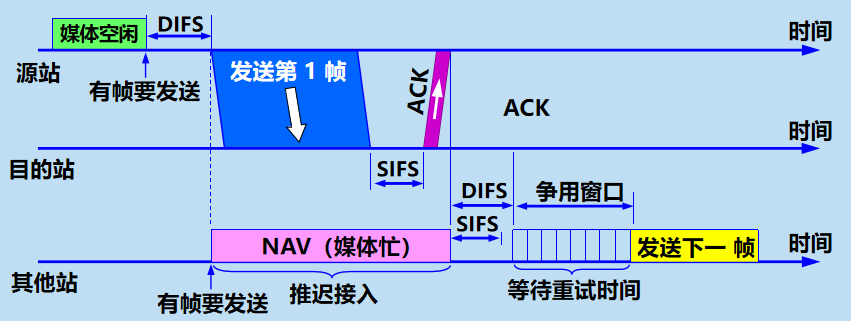 媒体空闲
DIFS
时间
源站
有帧要发送
发送第 1 帧
ACK
ACK
时间
目的站
SIFS
DIFS
争用窗口
SIFS
NAV（媒体忙）
发送下一 帧
时间
其他站
有帧要发送
推迟接入
等待重试时间